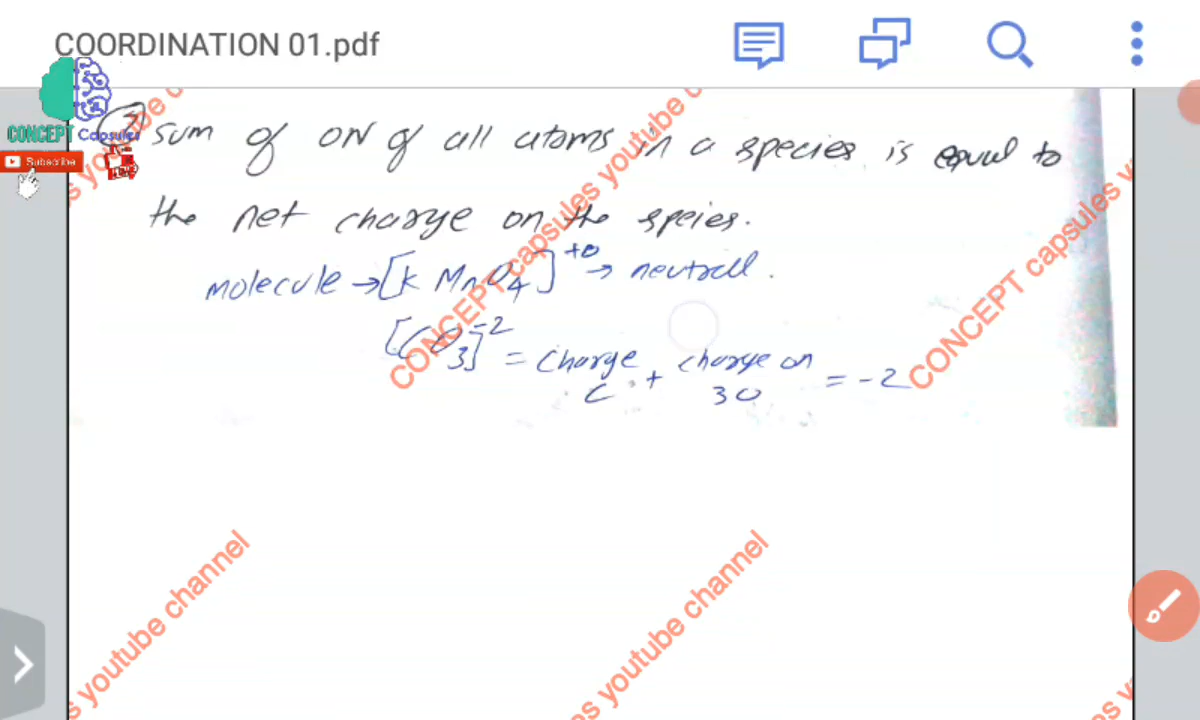 COORDINATION 01.pdf
CONCEPT Capsules
Subscribe
sum of ON of all atoms in a species is equal to
the net charge on the speies.
molecule → [K MnO4]+0 → neutrall.
[CO3]-2 = Charge C + charge on 3O = -2
CONCEPT capsules youtube channel
CONCEPT capsules
s youtube channel
s youtube channel